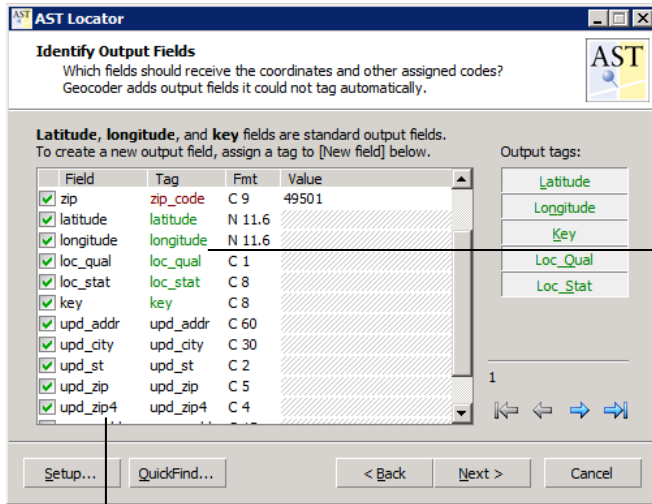 AST AST Locator
Identify Output Fields
Which fields should receive the coordinates and other assigned codes?
Geocoder adds output fields it could not tag automatically.
AST
Latitude, longitude, and key fields are standard output fields.
To create a new output field, assign a tag to [New field] below.
Output tags:
Field Tag Fmt Value
zip zip_code C 9 49501
latitude latitude N 11.6
longitude longitude N 11.6
loc_qual loc_qual C 1
loc_stat loc_stat C 8
key key C 8
upd_addr upd_addr C 60
upd_city upd_city C 30
upd_st upd_st C 2
upd_zip upd_zip C 5
upd_zip4 upd_zip4 C 4
Latitude
Longitude
Key
Loc_Qual
Loc_Stat
1
Setup... QuickFind... < Back Next > Cancel